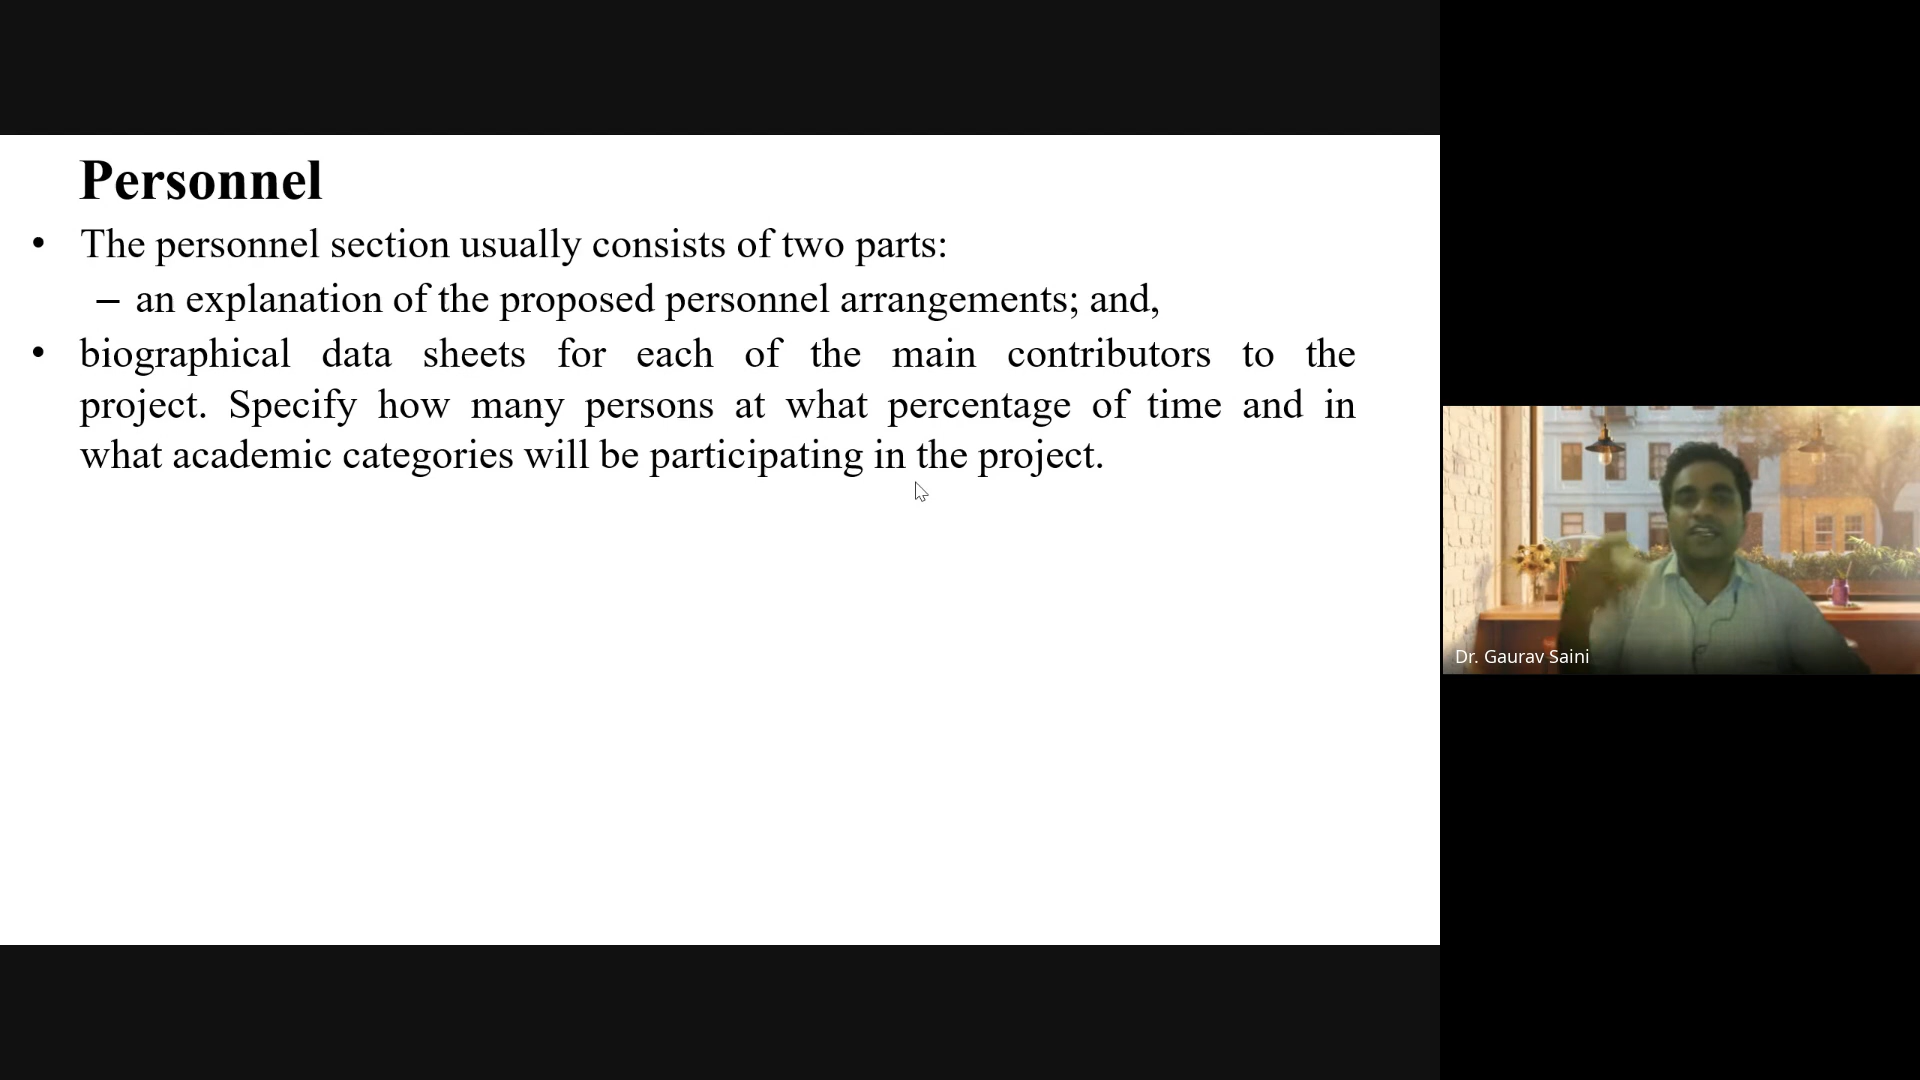 Personnel
• The personnel section usually consists of two parts:
– an explanation of the proposed personnel arrangements; and,
• biographical data sheets for each of the main contributors to the
project. Specify how many persons at what percentage of time and in
what academic categories will be participating in the project.
Dr. Gaurav Saini